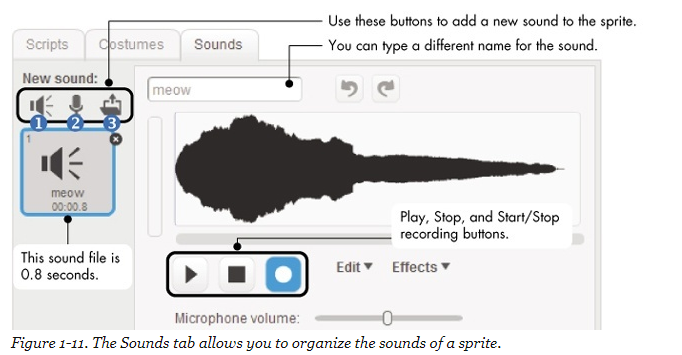 Use these buttons to add a new sound to the sprite.
Scripts Costumes Sounds
You can type a different name for the sound.
New sound:
meow
1 2 3
1
meow
00:00.8
Play, Stop, and Start/Stop
recording buttons.
This sound file is
0.8 seconds.
Edit Effects
Microphone volume:
Figure 1-11. The Sounds tab allows you to organize the sounds of a sprite.